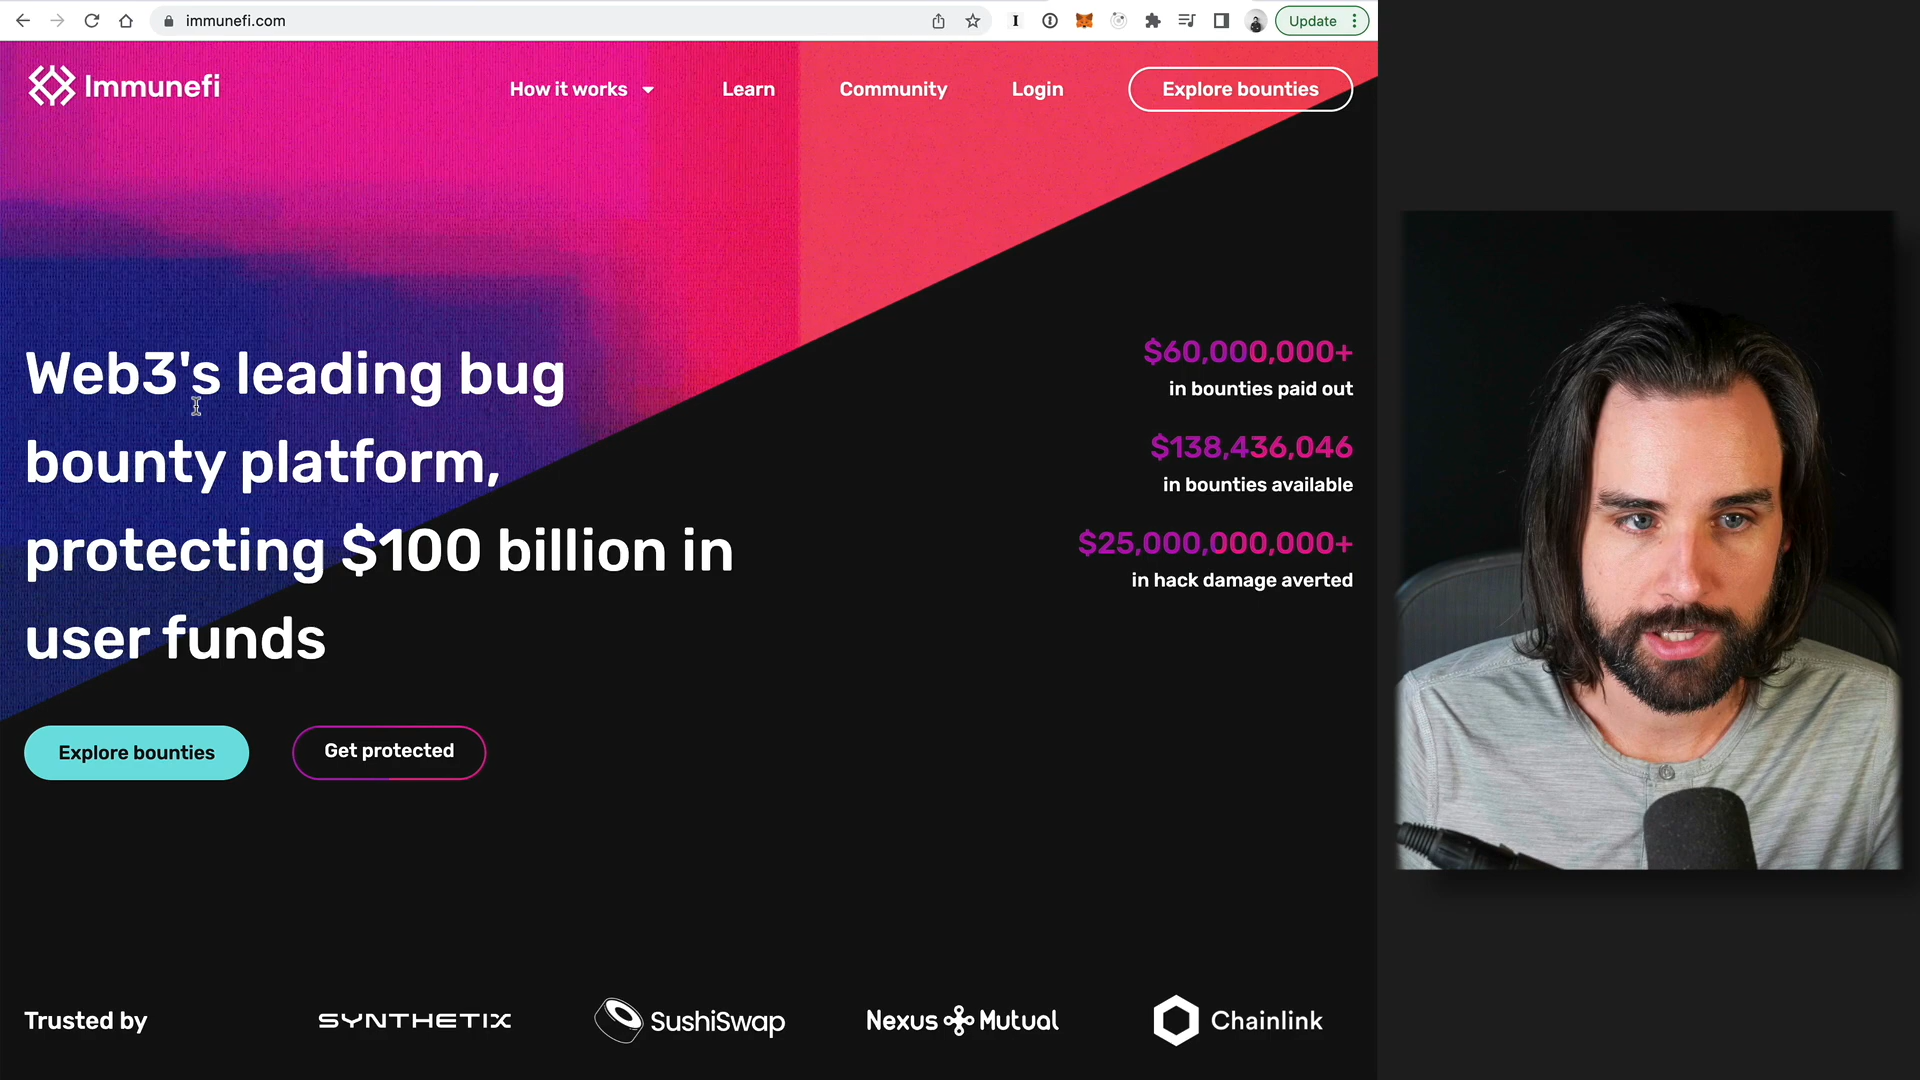 immunefi.com
Update
Immunefi
How it works
Learn
Community
Login
Explore bounties
Web3's leading bug
bounty platform,
protecting $100 billion in
user funds
$60,000,000+
in bounties paid out
$138,436,046
in bounties available
$25,000,000,000+
in hack damage averted
Explore bounties
Get protected
Trusted by
SYNTHETIX
SushiSwap
Nexus Mutual
Chainlink